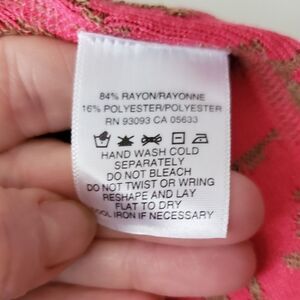 84% RAYON/RAYONNE
16% POLYESTER/POLYESTER
RN 93093 CA 05633
HAND WASH COLD
SEPARATELY
DO NOT BLEACH
DO NOT TWIST OR WRING
RESHAPE AND LAY
FLAT TO DRY
COOL IRON IF NECESSARY